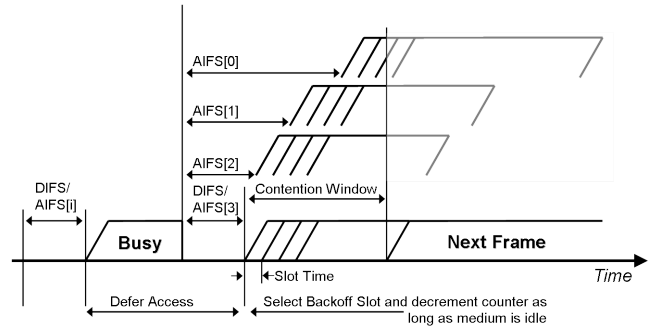 AIFS[0]
AIFS[1]
AIFS[2]
DIFS/
AIFS[i]
DIFS/
AIFS[3]
Contention Window
Busy
Next Frame
Slot Time
Time
Defer Access
Select Backoff Slot and decrement counter as
long as medium is idle